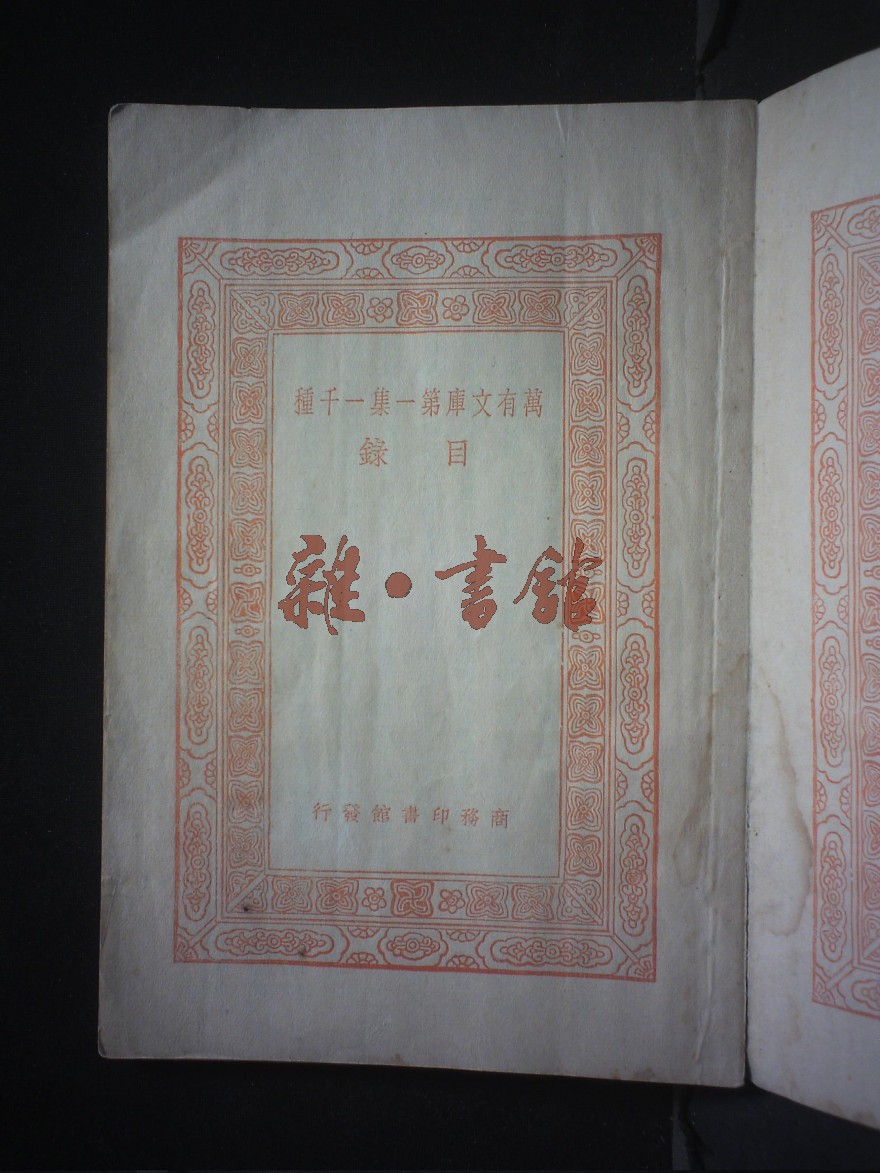 萬有文庫第一集一千種
目錄
雜·書館
商務印書館發行